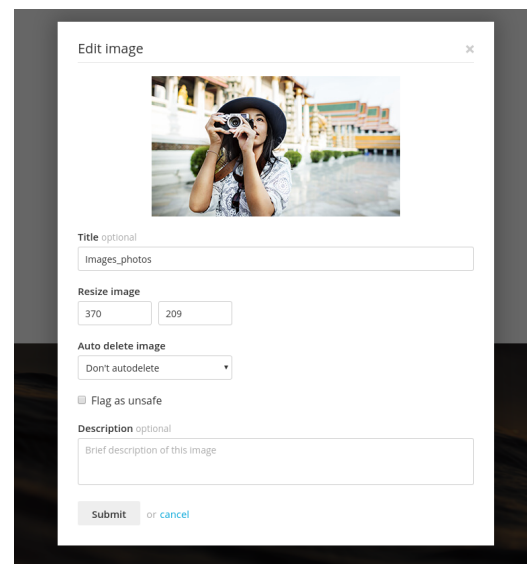 Edit image ×
Title optional
Images_photos
Resize image
370 209
Auto delete image
Don't autodelete
Flag as unsafe
Description optional
Brief description of this image
Submit or cancel